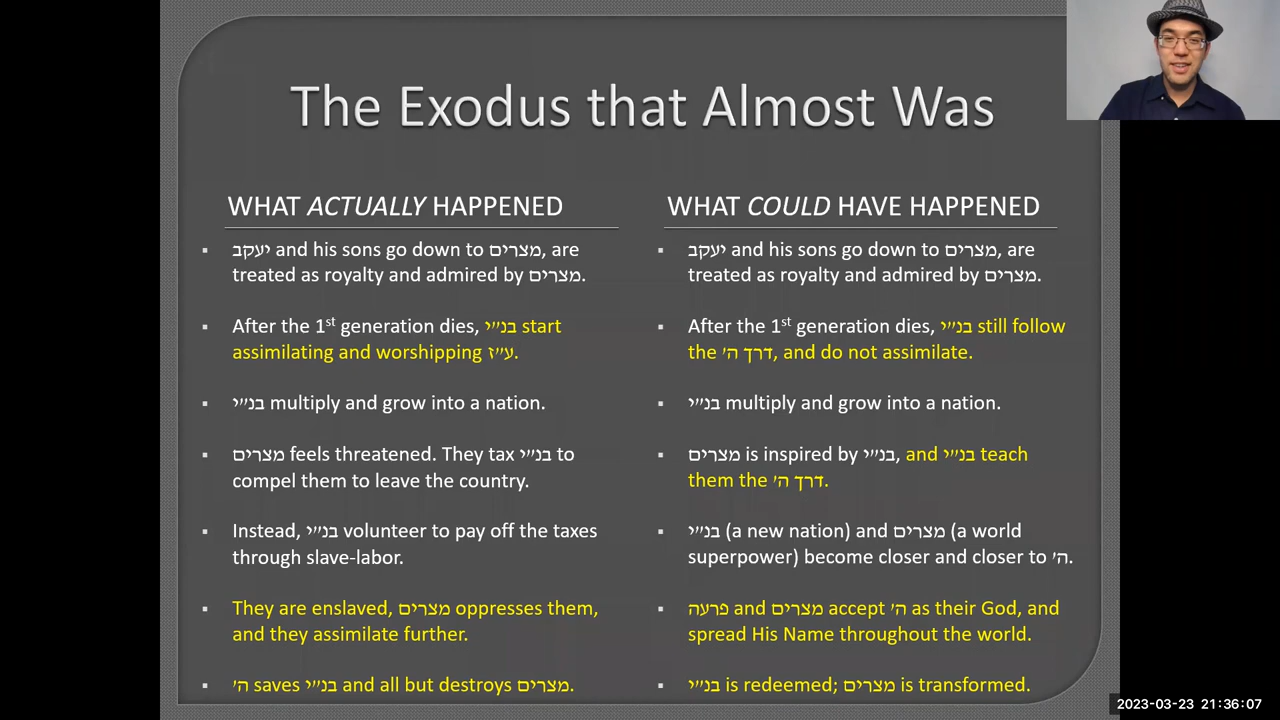 The Exodus that Almost Was
WHAT ACTUALLY HAPPENED
יעקב and his sons go down to מצרים, are
treated as royalty and admired by מצרים.
After the 1st generation dies, בנ״י start
assimilating and worshipping ע״ז.
בנ״י multiply and grow into a nation.
מצרים feels threatened. They tax בנ״י to
compel them to leave the country.
Instead, בנ״י volunteer to pay off the taxes
through slave-labor.
They are enslaved, מצרים oppresses them,
and they assimilate further.
ה׳ saves בנ״י and all but destroys מצרים.
WHAT COULD HAVE HAPPENED
יעקב and his sons go down to מצרים, are
treated as royalty and admired by מצרים.
After the 1st generation dies, בנ״י still follow
the דרך ה׳, and do not assimilate.
בנ״י multiply and grow into a nation.
מצרים is inspired by בנ״י, and בנ״י teach
them the דרך ה׳.
בנ״י (a new nation) and מצרים (a world
superpower) become closer and closer to ה׳.
פרעה and מצרים accept ה׳ as their God, and
spread His Name throughout the world.
בנ״י is redeemed; מצרים is transformed.
2023-03-23 21:36:07